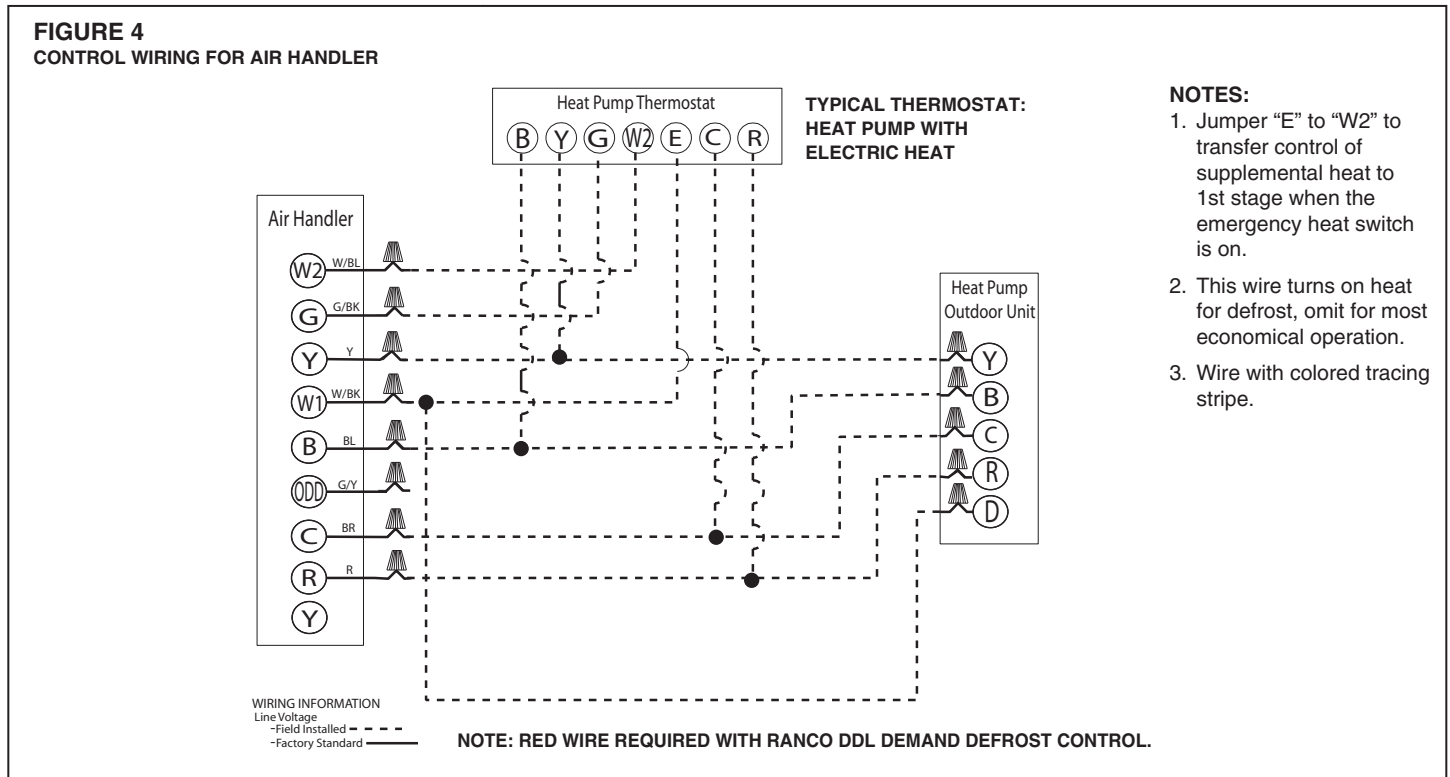 FIGURE 4
CONTROL WIRING FOR AIR HANDLER
Heat Pump Thermostat
B Y G W2 E C R
TYPICAL THERMOSTAT:
HEAT PUMP WITH
ELECTRIC HEAT
Air Handler
W2 W/BL
G G/BK
Y Y
W1 W/BK
B BL
ODD G/Y
C BR
R R
Y
Heat Pump
Outdoor Unit
Y
B
C
R
D
NOTES:
1. Jumper “E” to “W2” to
transfer control of
supplemental heat to
1st stage when the
emergency heat switch
is on.
2. This wire turns on heat
for defrost, omit for most
economical operation.
3. Wire with colored tracing
stripe.
WIRING INFORMATION
Line Voltage
-Field Installed
-Factory Standard
NOTE: RED WIRE REQUIRED WITH RANCO DDL DEMAND DEFROST CONTROL.